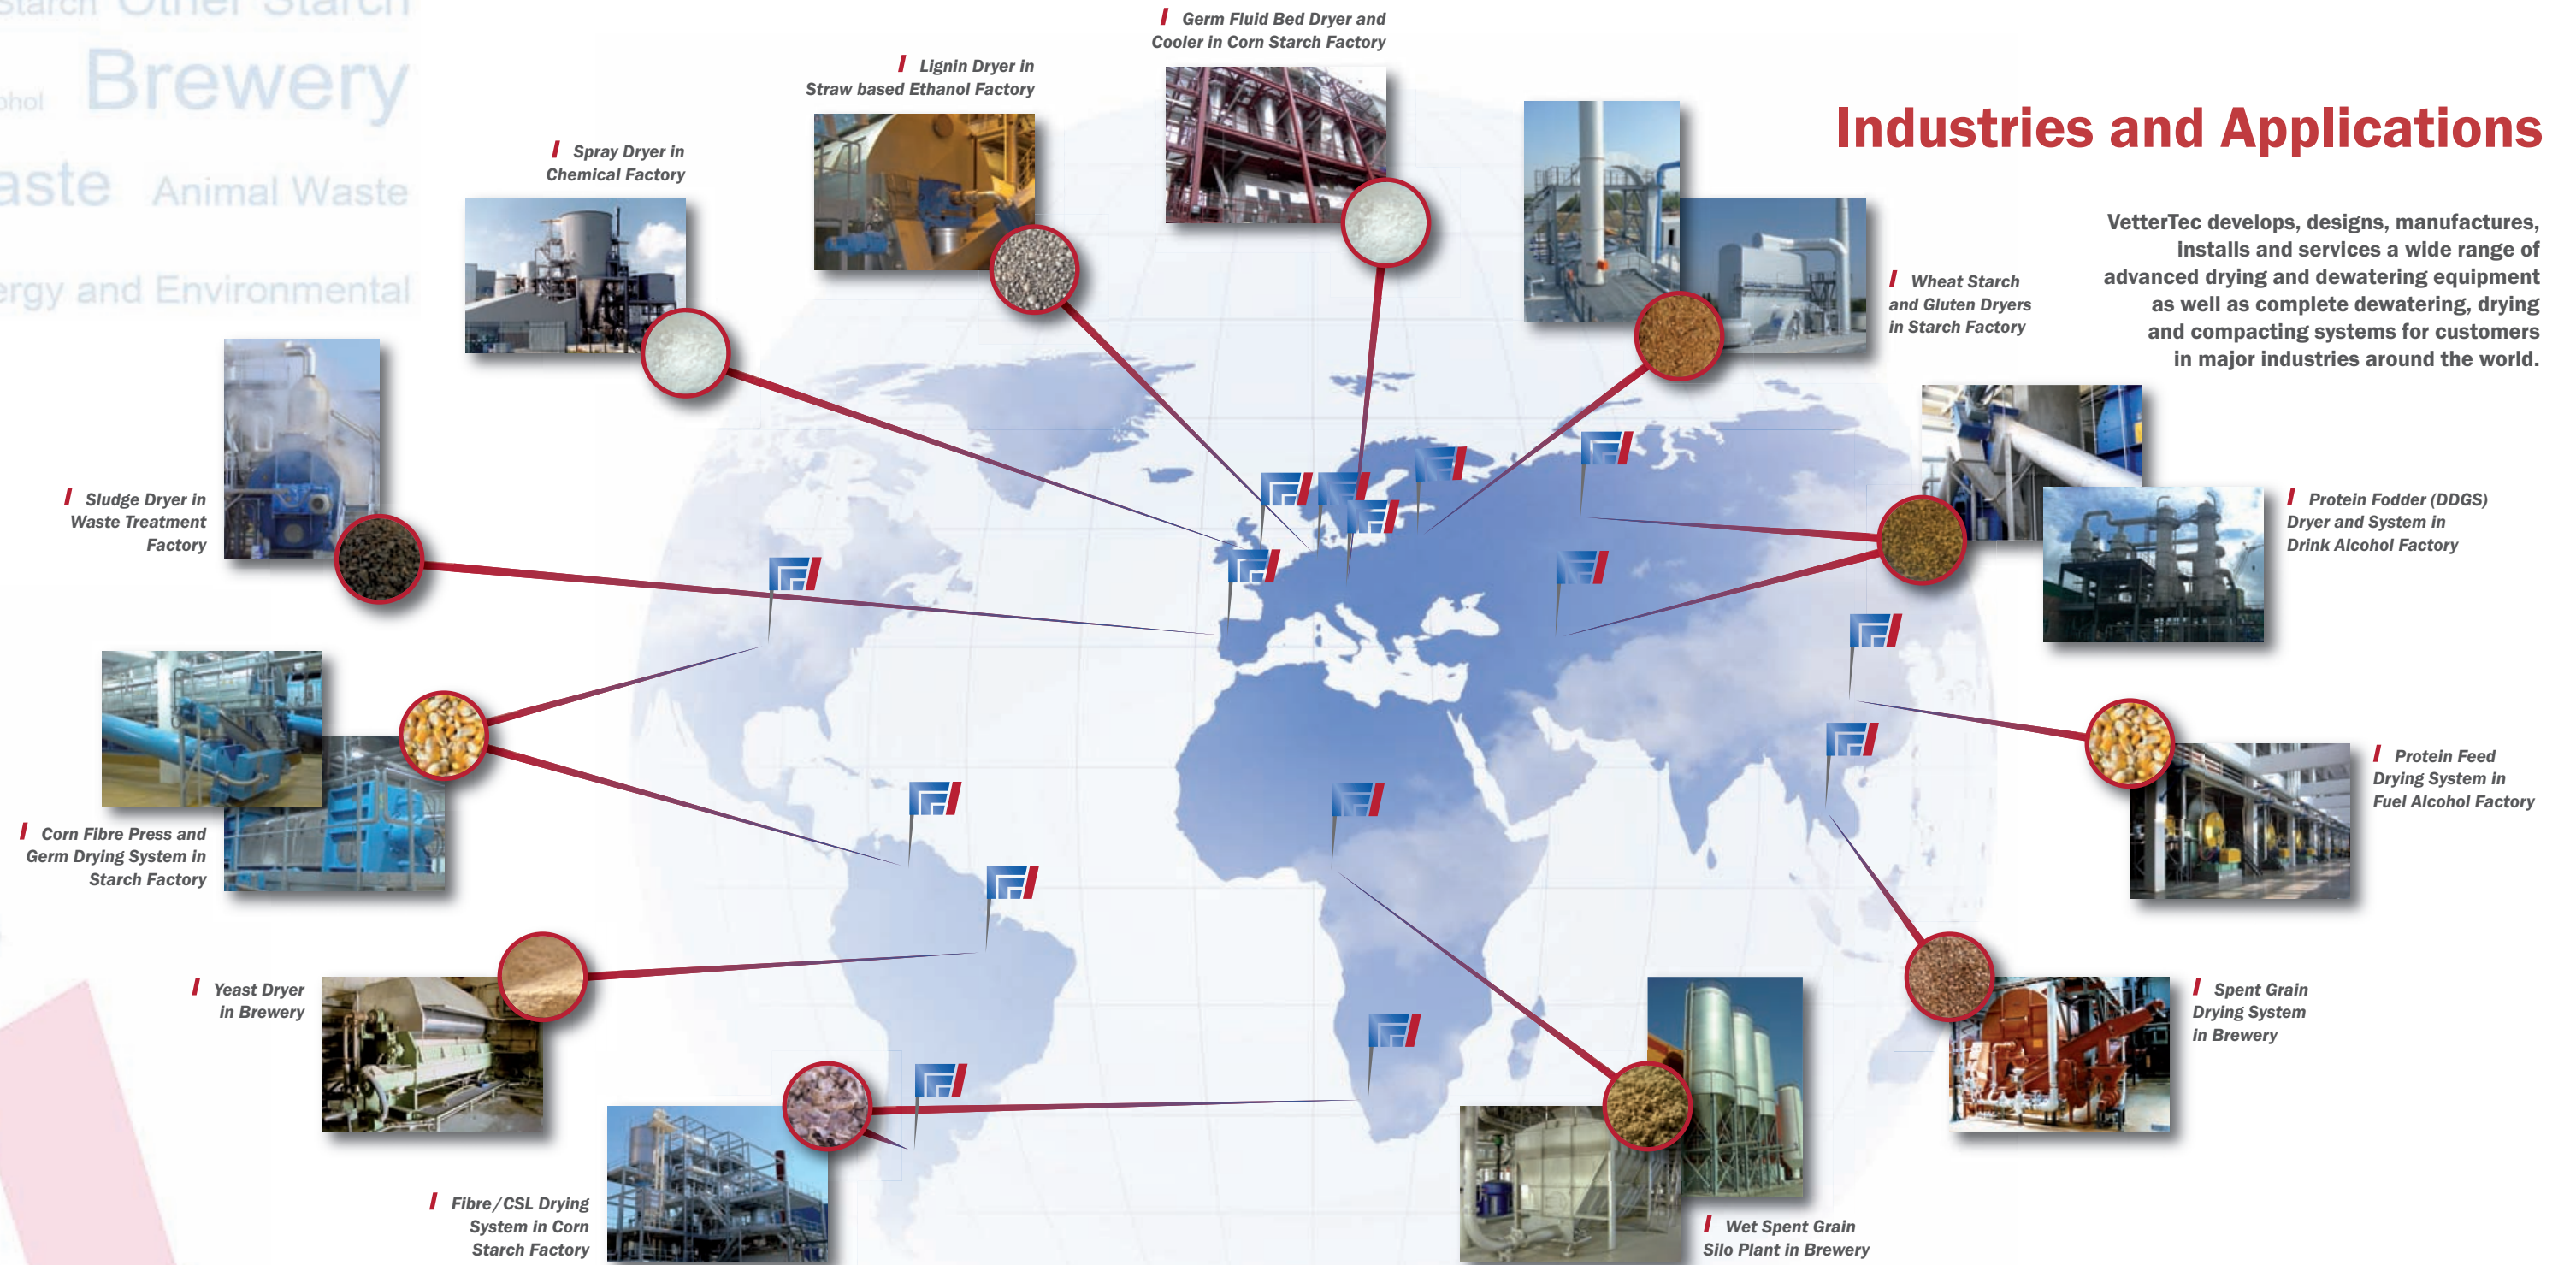 Other Starch
Brewery
Animal Waste
and Environmental
Industries and Applications
VetterTec develops, designs, manufactures,
installs and services a wide range of
advanced drying and dewatering equipment
as well as complete dewatering, drying
and compacting systems for customers
in major industries around the world.
Germ Fluid Bed Dryer and
Cooler in Corn Starch Factory
Lignin Dryer in
Straw based Ethanol Factory
Spray Dryer in
Chemical Factory
Wheat Starch
and Gluten Dryers
in Starch Factory
Sludge Dryer in
Waste Treatment
Factory
Protein Fodder (DDGS)
Dryer and System in
Drink Alcohol Factory
Corn Fibre Press and
Germ Drying System in
Starch Factory
Protein Feed
Drying System in
Fuel Alcohol Factory
Yeast Dryer
in Brewery
Spent Grain
Drying System
in Brewery
Fibre/CSL Drying
System in Corn
Starch Factory
Wet Spent Grain
Silo Plant in Brewery